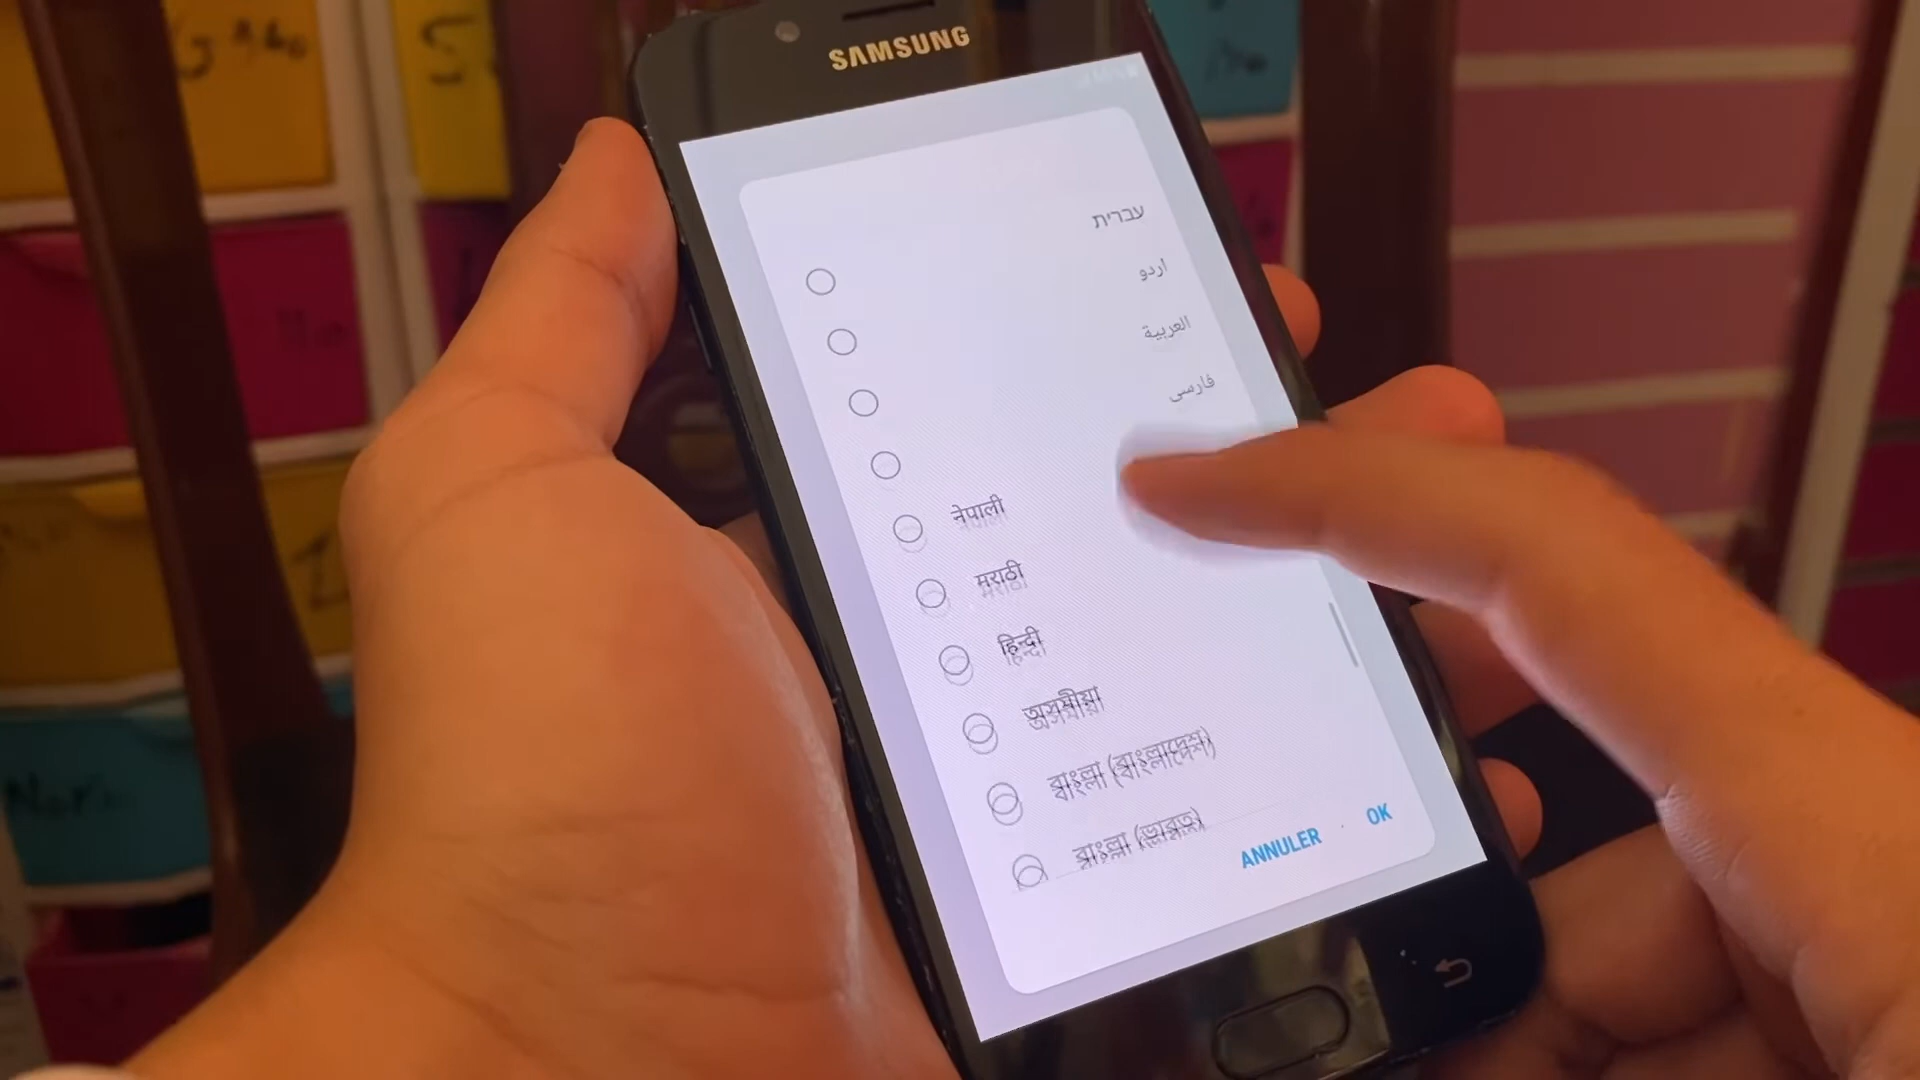 SAMSUNG
עברית
اردو
العربية
فارسی
नेपाली
मराठी
हिन्दी
অসমীয়া
বাংলা (বাংলাদেশ)
বাংলা (ভারত)
ANNULER
OK